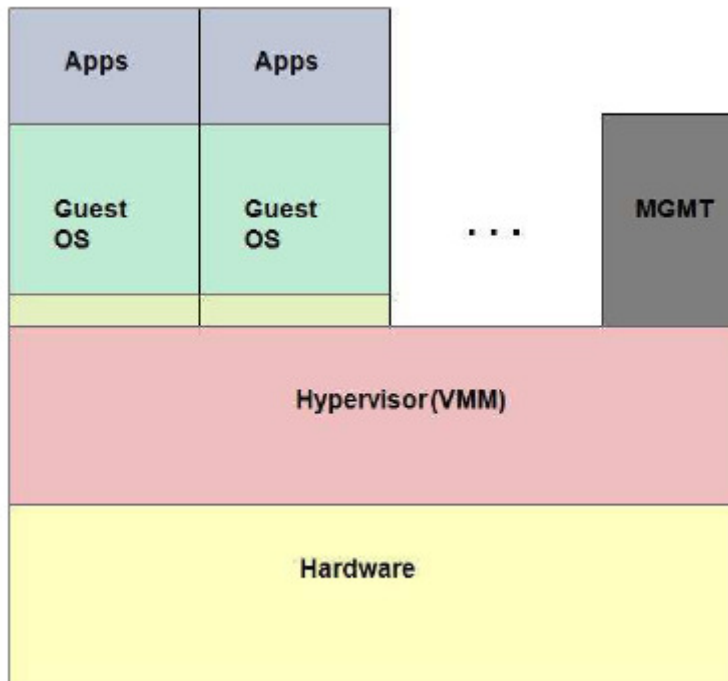 Apps
Apps
Guest
OS
Guest
OS
. . .
MGMT
Hypervisor(VMM)
Hardware